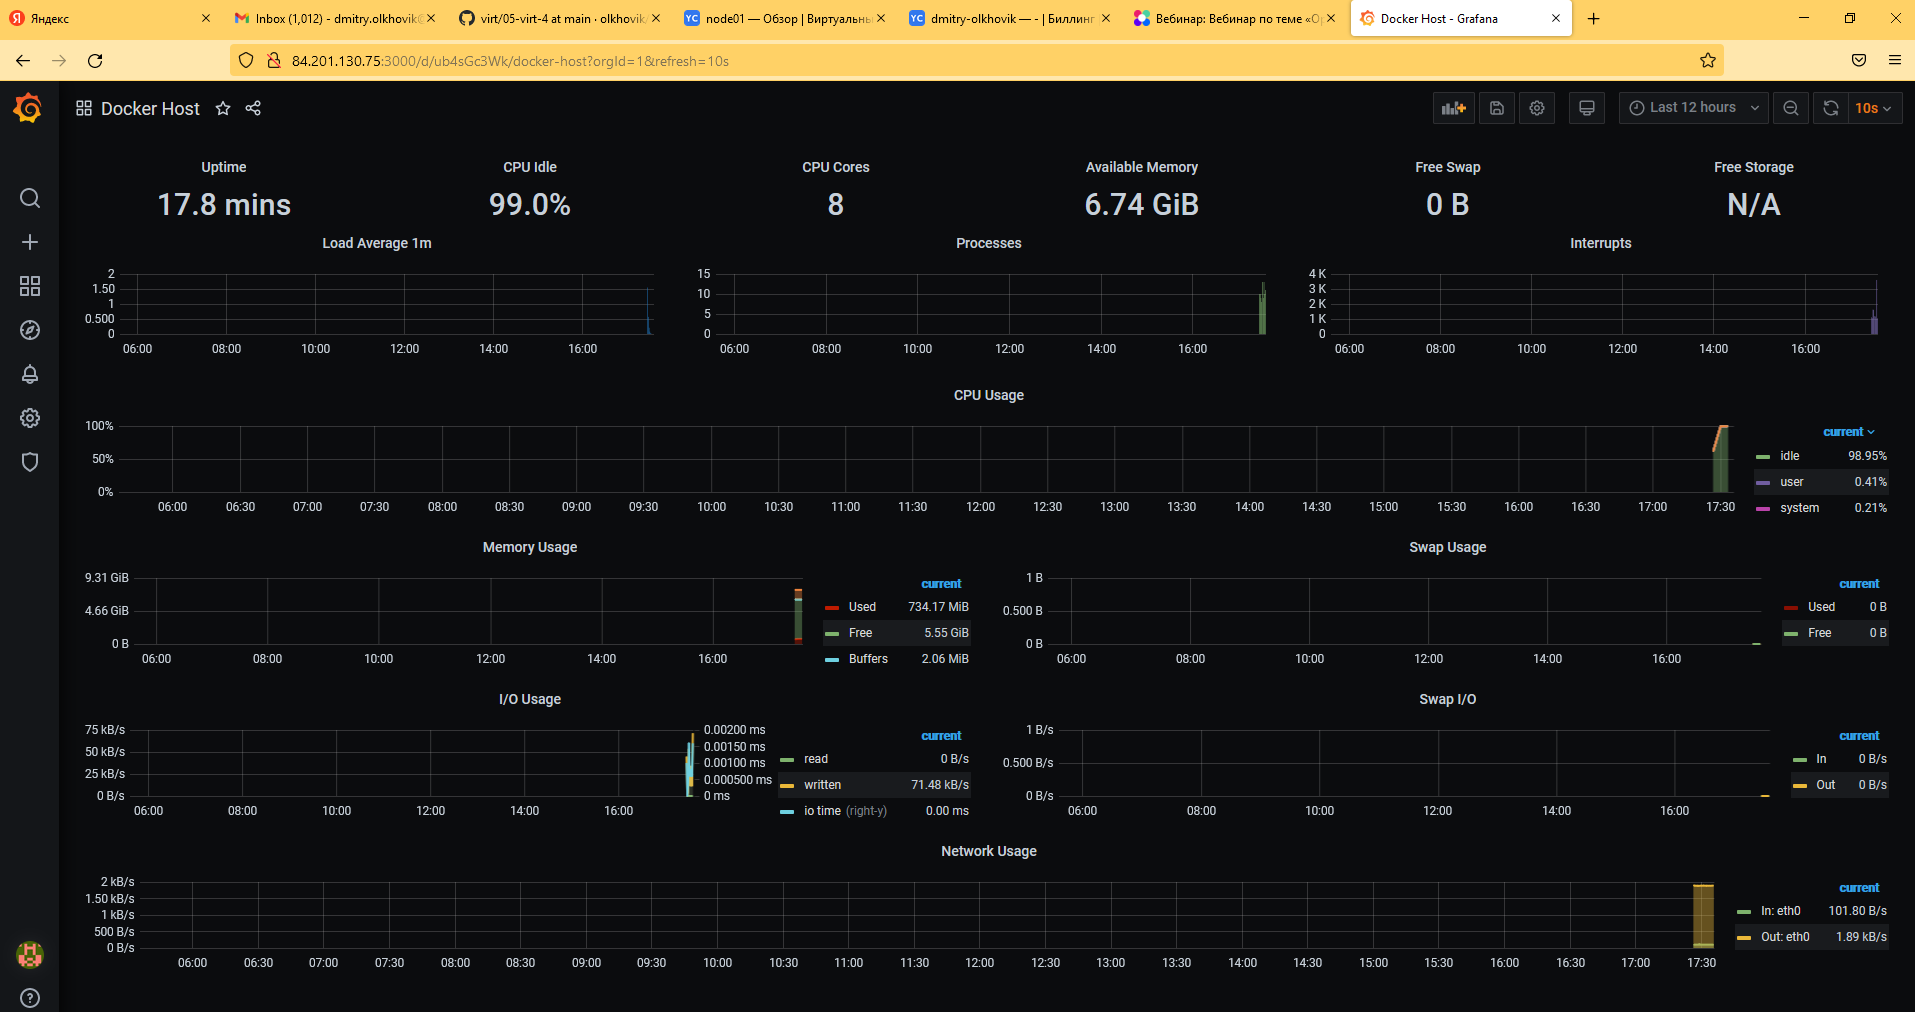 Яндекс
Inbox (1,012) - dmitry.olkhovik@
virt/05-virt-4 at main · olkhovik/
node01 — Обзор | Виртуальны
dmitry-olkhovik — - | Биллинг
Вебинар: Вебинар по теме «Ор
Docker Host - Grafana
84.201.130.75:3000/d/ub4sGc3Wk/docker-host?orgId=1&refresh=10s
Docker Host
Last 12 hours
10s
Uptime
17.8 mins
CPU Idle
99.0%
CPU Cores
8
Available Memory
6.74 GiB
Free Swap
0 B
Free Storage
N/A
Load Average 1m
2
1.50
1
0.500
0
06:00 08:00 10:00 12:00 14:00 16:00
Processes
15
10
5
0
06:00 08:00 10:00 12:00 14:00 16:00
Interrupts
4 K
3 K
2 K
1 K
0
06:00 08:00 10:00 12:00 14:00 16:00
CPU Usage
100%
50%
0%
06:00 06:30 07:00 07:30 08:00 08:30 09:00 09:30 10:00 10:30 11:00 11:30 12:00 12:30 13:00 13:30 14:00 14:30 15:00 15:30 16:00 16:30 17:00 17:30
current
idle 98.95%
user 0.41%
system 0.21%
Memory Usage
9.31 GiB
4.66 GiB
0 B
06:00 08:00 10:00 12:00 14:00 16:00
current
Used 734.17 MiB
Free 5.55 GiB
Buffers 2.06 MiB
Swap Usage
1 B
0.500 B
0 B
06:00 08:00 10:00 12:00 14:00 16:00
current
Used 0 B
Free 0 B
I/O Usage
75 kB/s
50 kB/s
25 kB/s
0 B/s
0.00200 ms
0.00150 ms
0.00100 ms
0.000500 ms
0 ms
06:00 08:00 10:00 12:00 14:00 16:00
current
read 0 B/s
written 71.48 kB/s
io time (right-y) 0.00 ms
Swap I/O
1 B/s
0.500 B/s
0 B/s
06:00 08:00 10:00 12:00 14:00 16:00
current
In 0 B/s
Out 0 B/s
Network Usage
2 kB/s
1.50 kB/s
1 kB/s
500 B/s
0 B/s
06:00 06:30 07:00 07:30 08:00 08:30 09:00 09:30 10:00 10:30 11:00 11:30 12:00 12:30 13:00 13:30 14:00 14:30 15:00 15:30 16:00 16:30 17:00 17:30
current
In: eth0 101.80 B/s
Out: eth0 1.89 kB/s